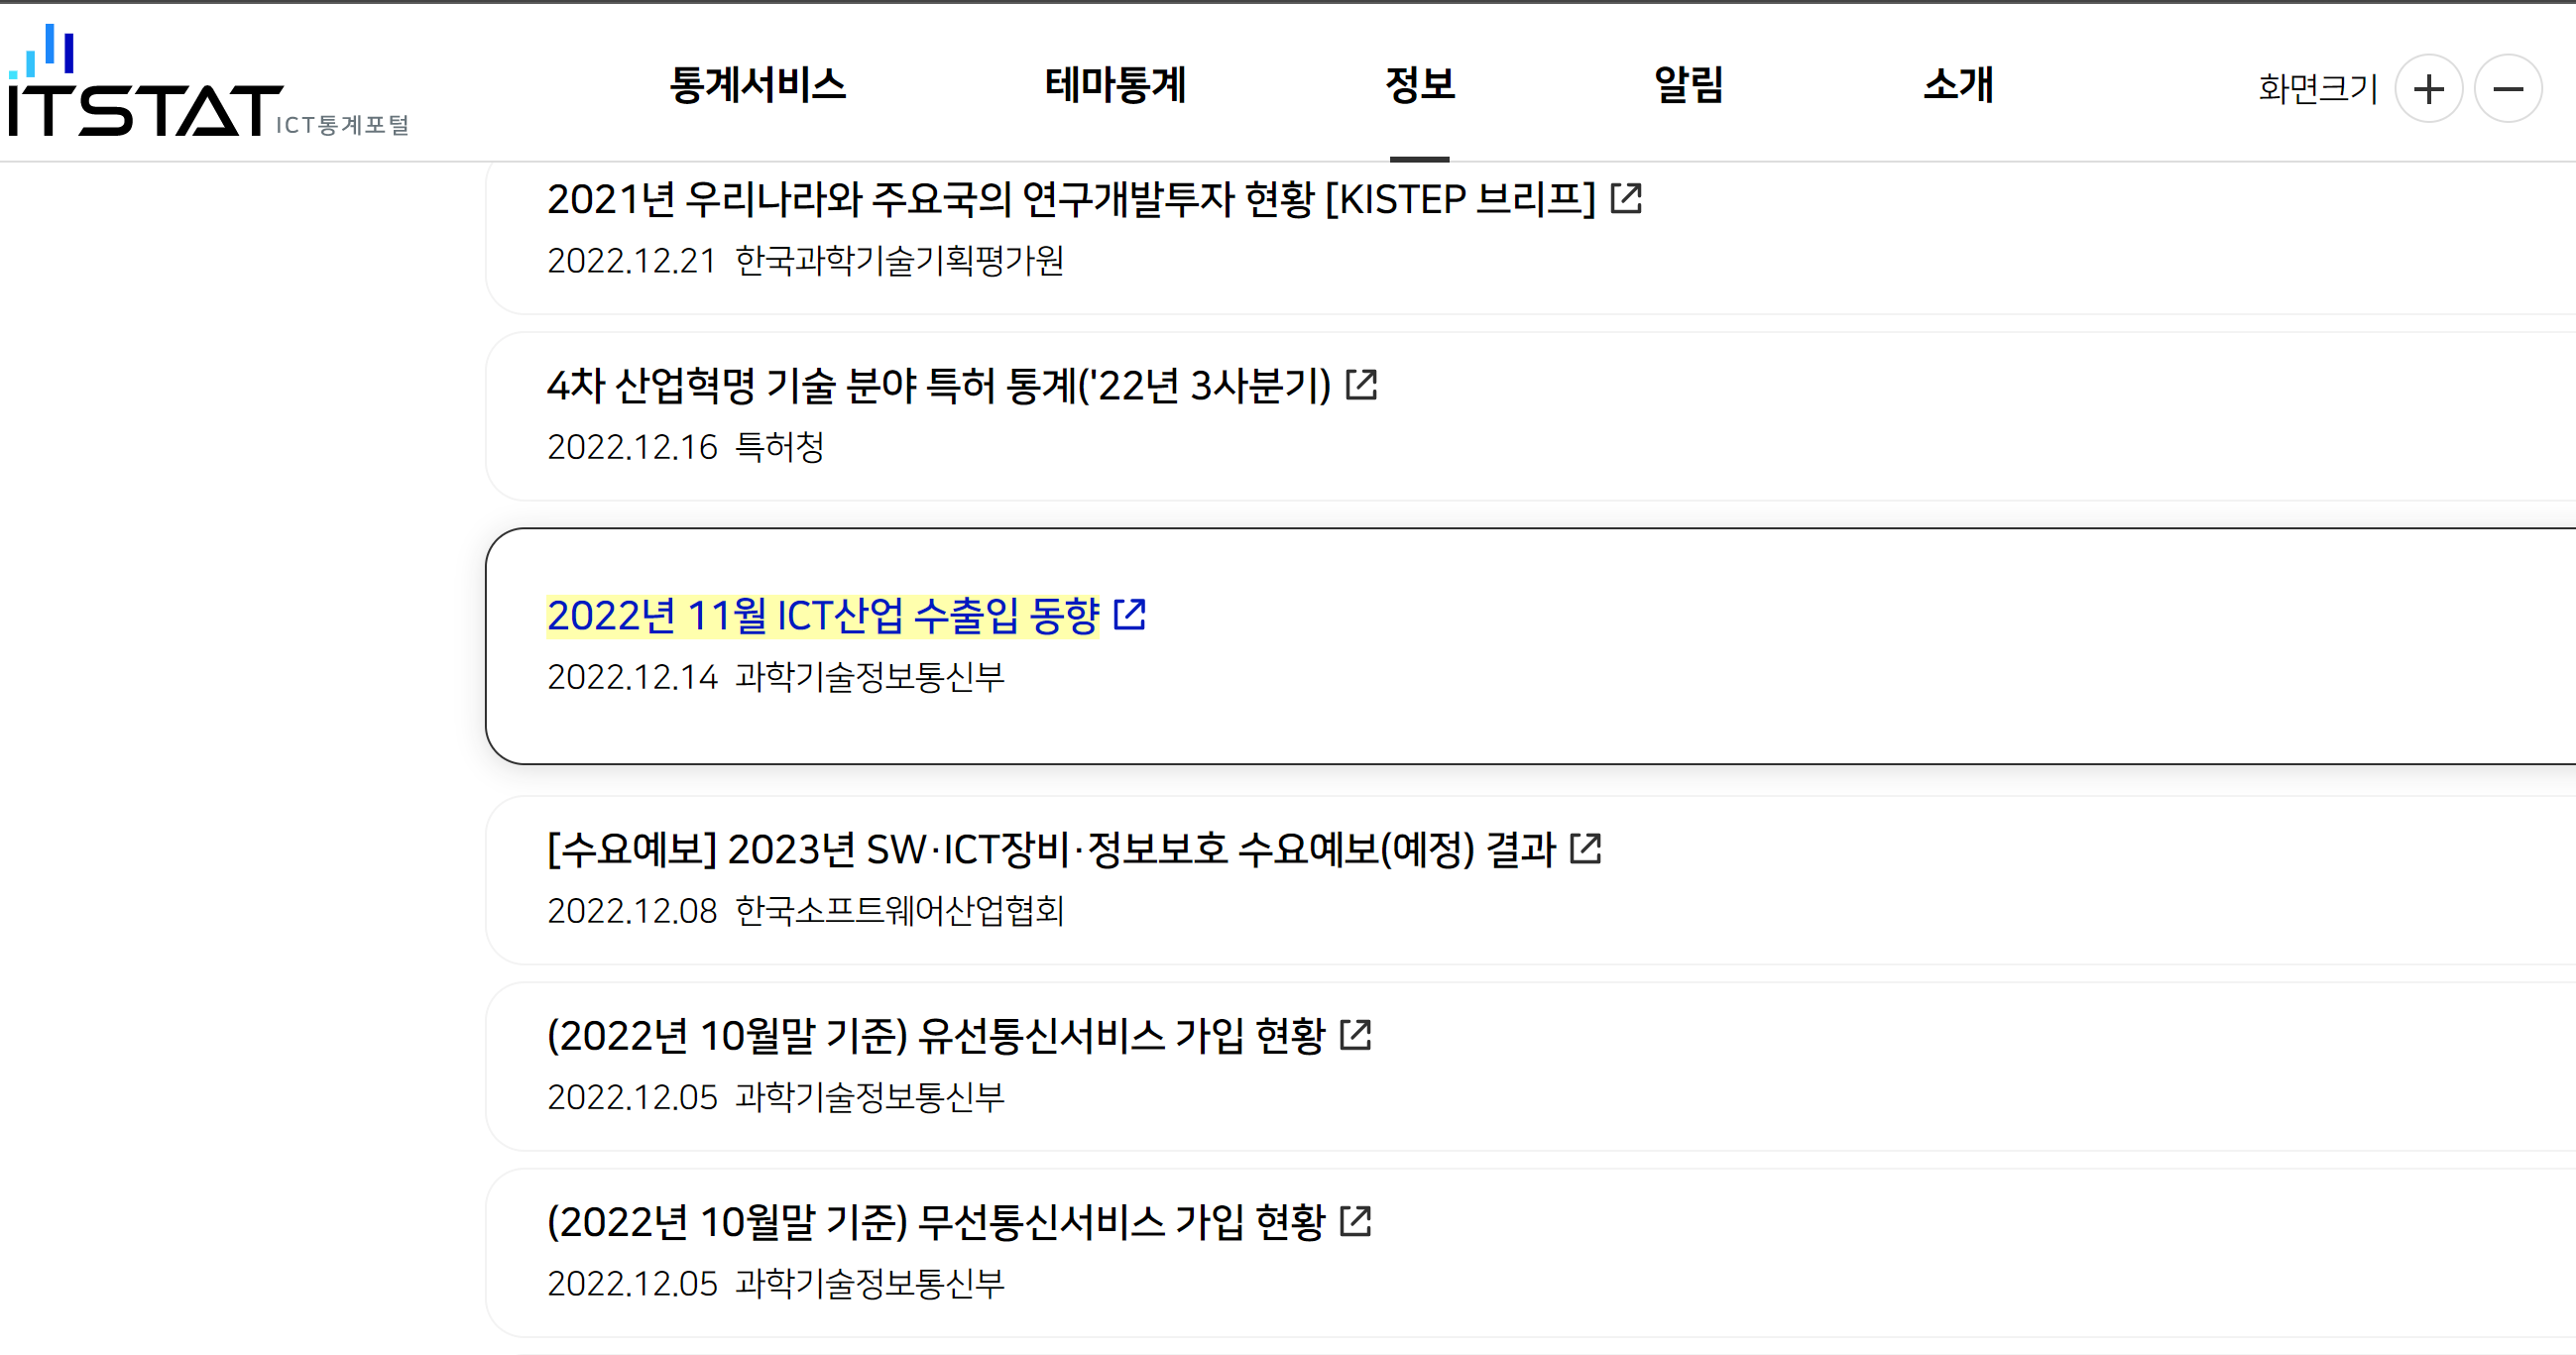 ITSTAT ICT통계포털
통계서비스 테마통계 정보 알림 소개 화면크기 + −
2021년 우리나라와 주요국의 연구개발투자 현황 [KISTEP 브리프]
2022.12.21 한국과학기술기획평가원
4차 산업혁명 기술 분야 특허 통계('22년 3사분기)
2022.12.16 특허청
2022년 11월 ICT산업 수출입 동향
2022.12.14 과학기술정보통신부
[수요예보] 2023년 SW·ICT장비·정보보호 수요예보(예정) 결과
2022.12.08 한국소프트웨어산업협회
(2022년 10월말 기준) 유선통신서비스 가입 현황
2022.12.05 과학기술정보통신부
(2022년 10월말 기준) 무선통신서비스 가입 현황
2022.12.05 과학기술정보통신부